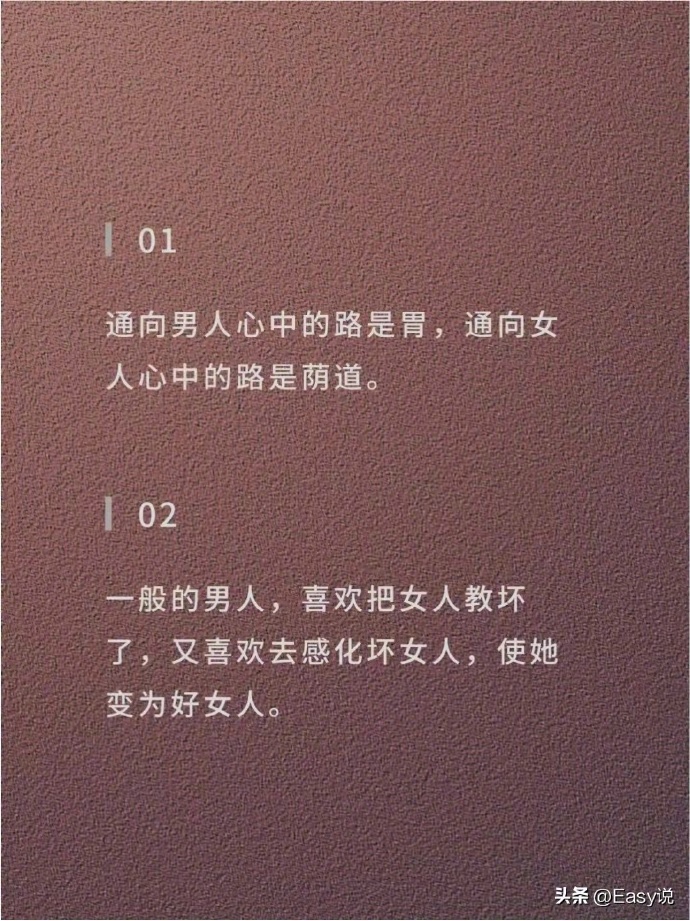 01
通向男人心中的路是胃，通向女
人心中的路是荫道。
02
一般的男人，喜欢把女人教坏
了，又喜欢去感化坏女人，使她
变为好女人。
头条 @Easy说